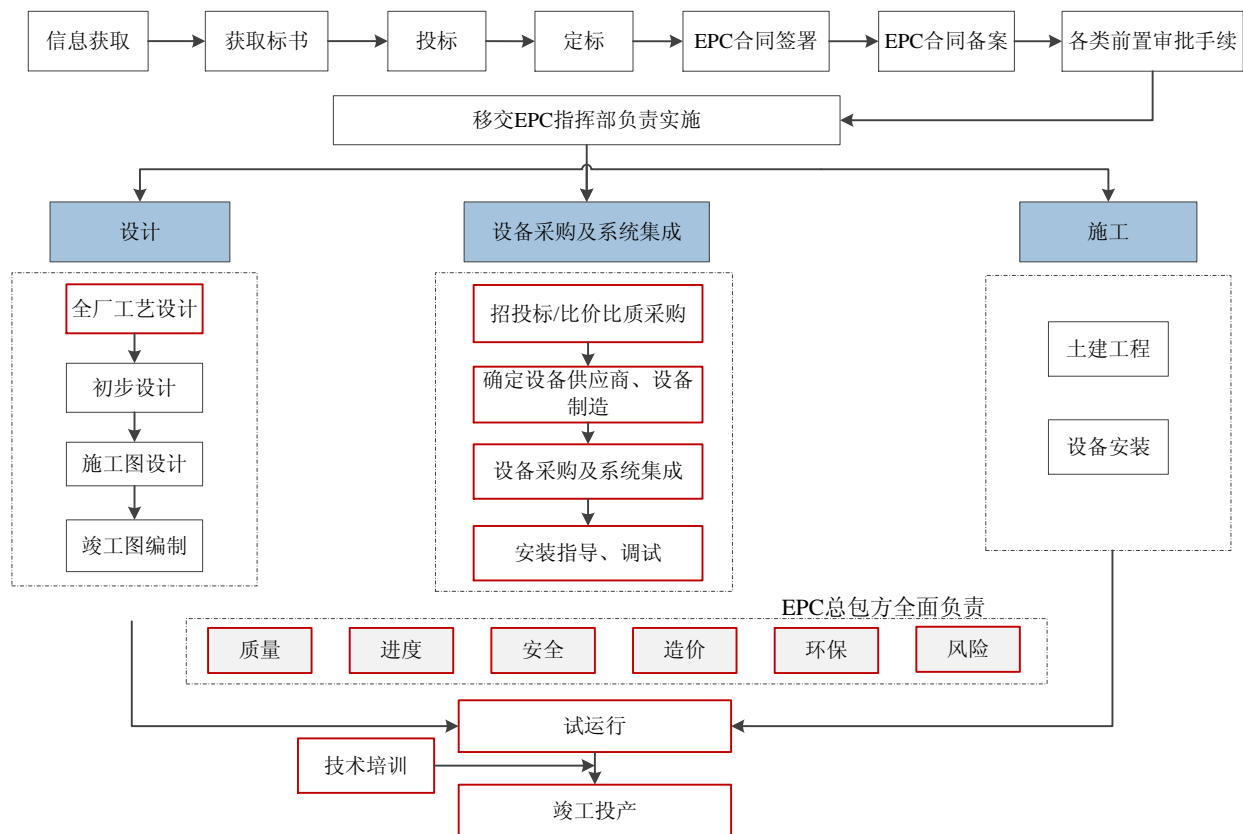 信息获取
获取标书
投标
定标
EPC合同签署
EPC合同备案
各类前置审批手续
移交EPC指挥部负责实施
设计
设备采购及系统集成
施工
全厂工艺设计
初步设计
施工图设计
竣工图编制
招投标/比价比质采购
确定设备供应商、设备
制造
设备采购及系统集成
安装指导、调试
土建工程
设备安装
EPC总包方全面负责
质量
进度
安全
造价
环保
风险
试运行
技术培训
竣工投产